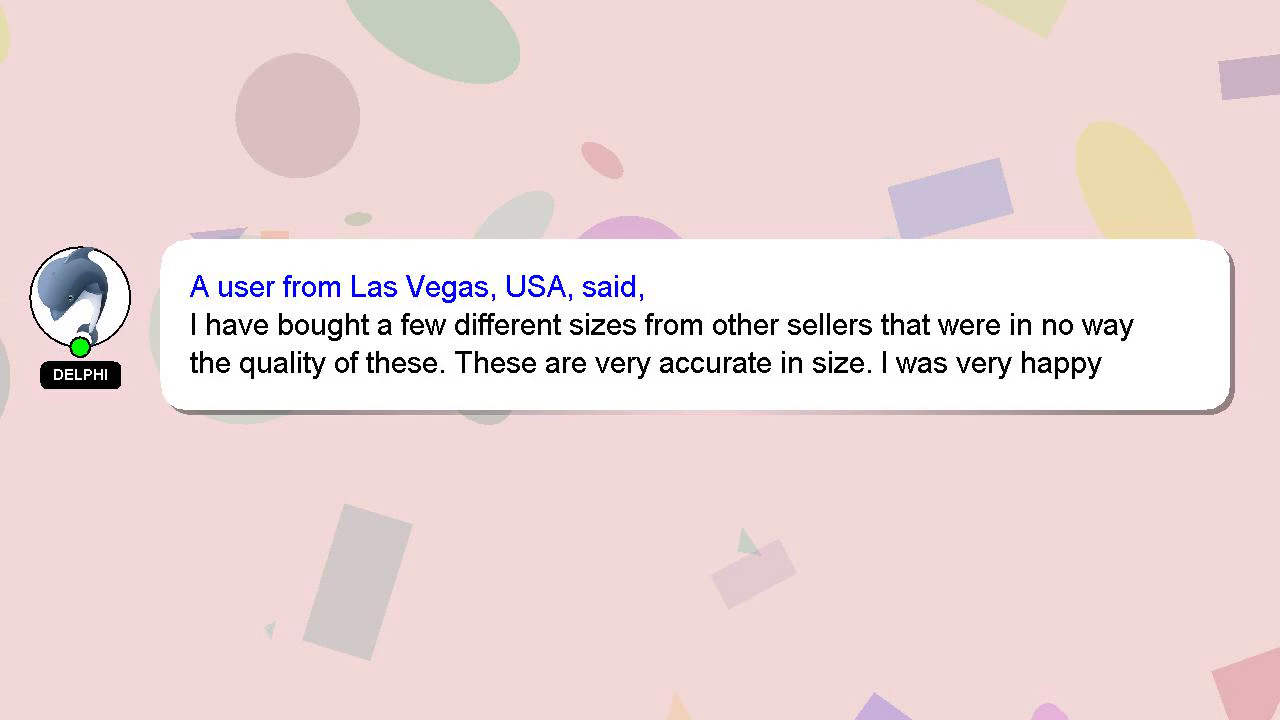 A user from Las Vegas, USA, said,
I have bought a few different sizes from other sellers that were in no way
the quality of these. These are very accurate in size. I was very happy
DELPHI